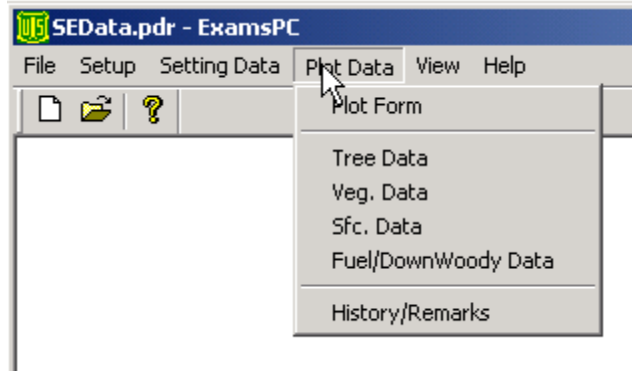 SEData.pdr - ExamsPC
File Setup Setting Data Plot Data View Help
Plot Form
Tree Data
Veg. Data
Sfc. Data
Fuel/DownWoody Data
History/Remarks